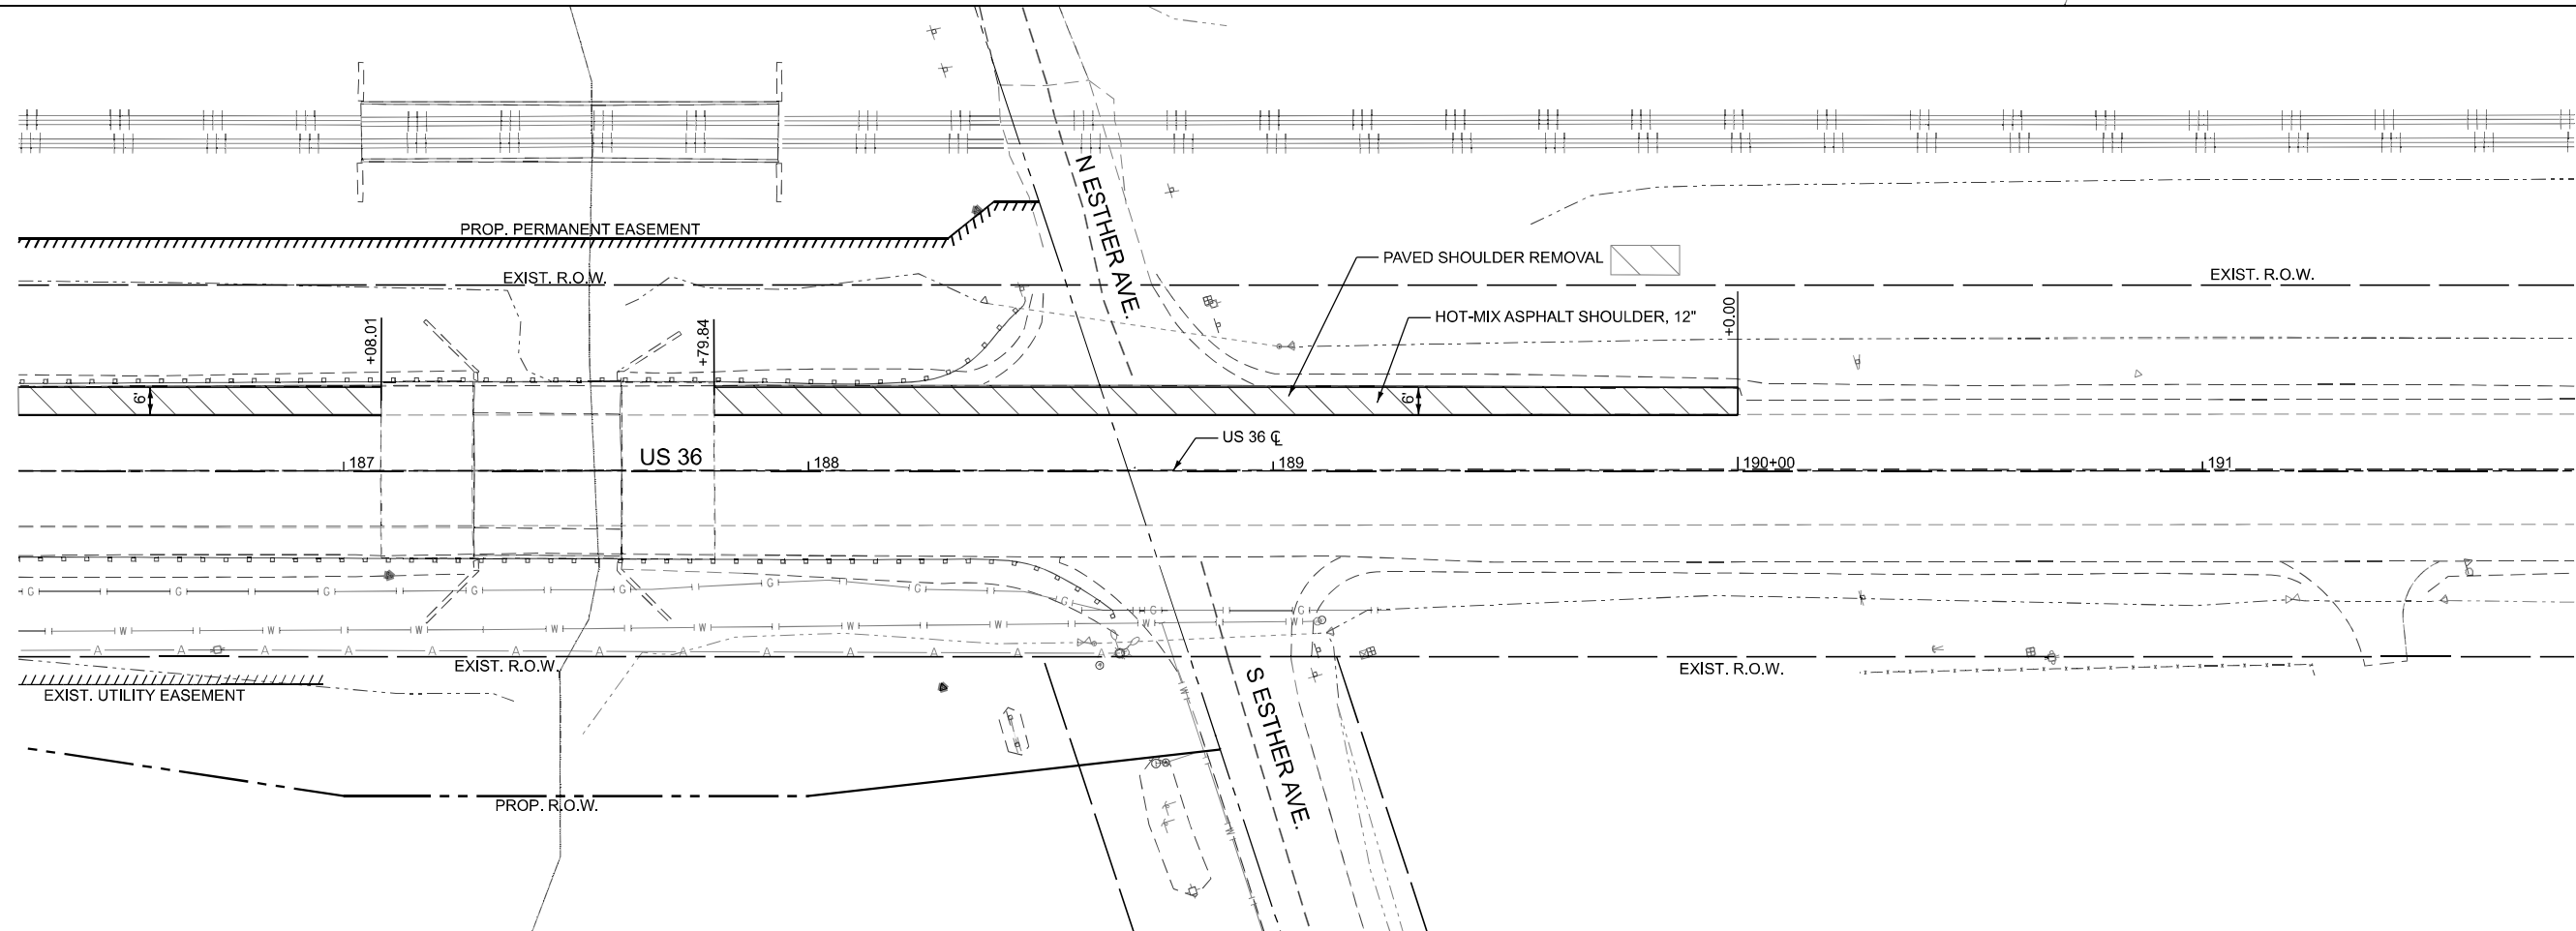 N ESTHER AVE.
PROP. PERMANENT EASEMENT
PAVED SHOULDER REMOVAL
EXIST. R.O.W.
EXIST. R.O.W.
+0.00
HOT-MIX ASPHALT SHOULDER, 12"
+08.01
+79.84
6'
6'
US 36 ℄
187
US 36
188
189
190+00
191
G G G G G G G G G G
W W W W W W W W W
A A A A A A A A A A A A A
EXIST. R.O.W.
EXIST. R.O.W.
EXIST. UTILITY EASEMENT
S ESTHER AVE.
W
PROP. R.O.W.
W